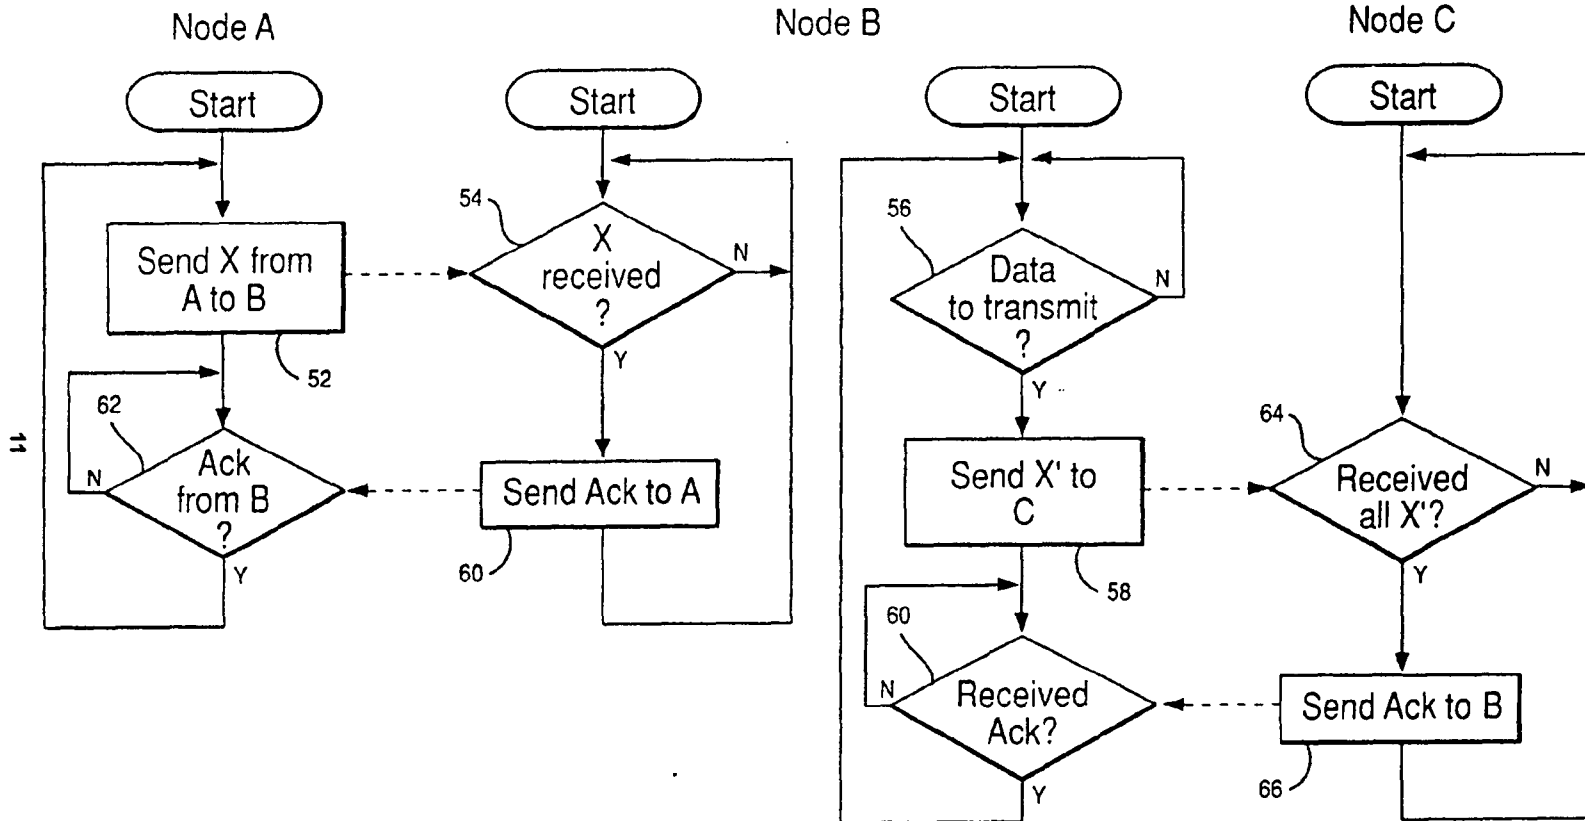 Node A
Node B
Node C
Start
Start
Start
Start
54
X
received
?
N
Y
56
Data
to transmit
?
N
Y
Send X from
A to B
52
62
Ack
from B
?
N
Y
Send Ack to A
60
Send X' to
C
58
64
Received
all X'?
N
Y
60
Received
Ack?
N
Y
Send Ack to B
66
11